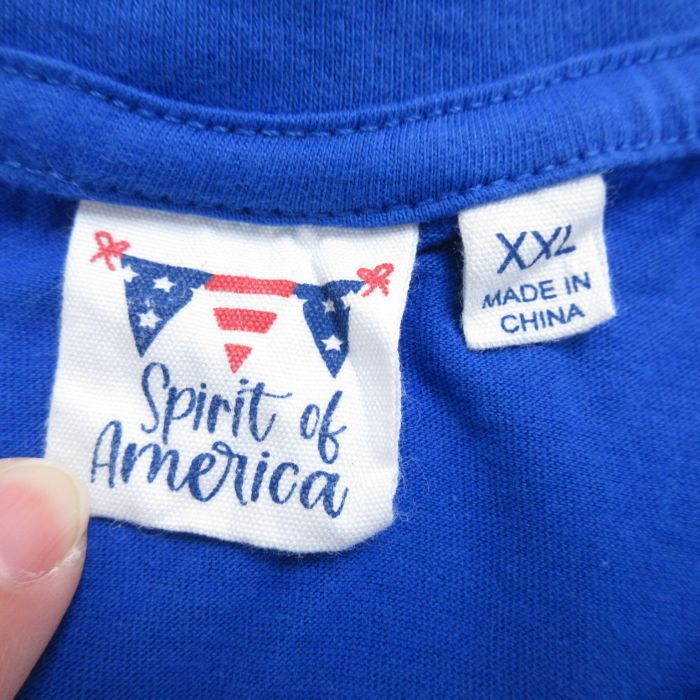 Spirit of
America
XXL
MADE IN
CHINA